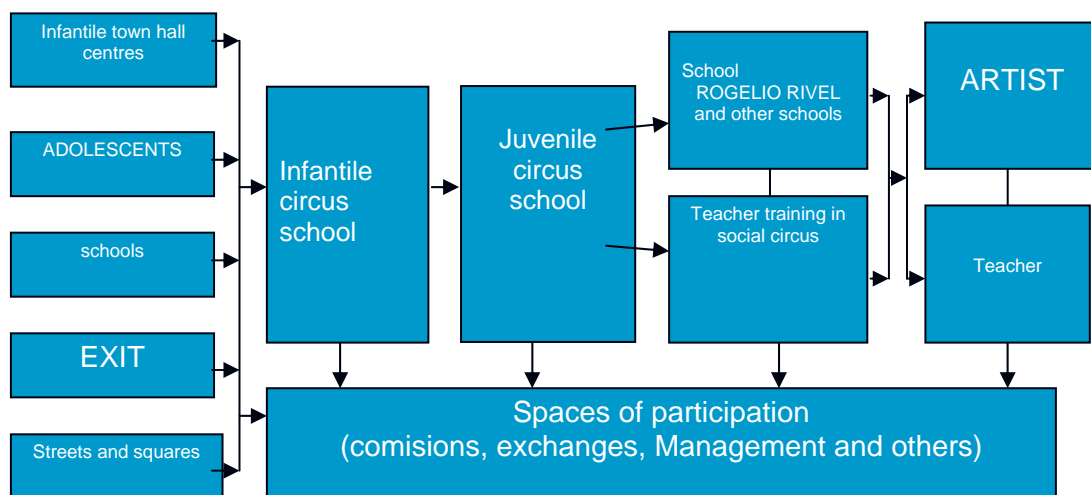 Infantile town hall
centres
ADOLESCENTS
schools
EXIT
Streets and squares
Infantile
circus
school
Juvenile
circus
school
School
ROGELIO RIVEL
and other schools
Teacher training in
social circus
ARTIST
Teacher
Spaces of participation
(comisions, exchanges, Management and others)